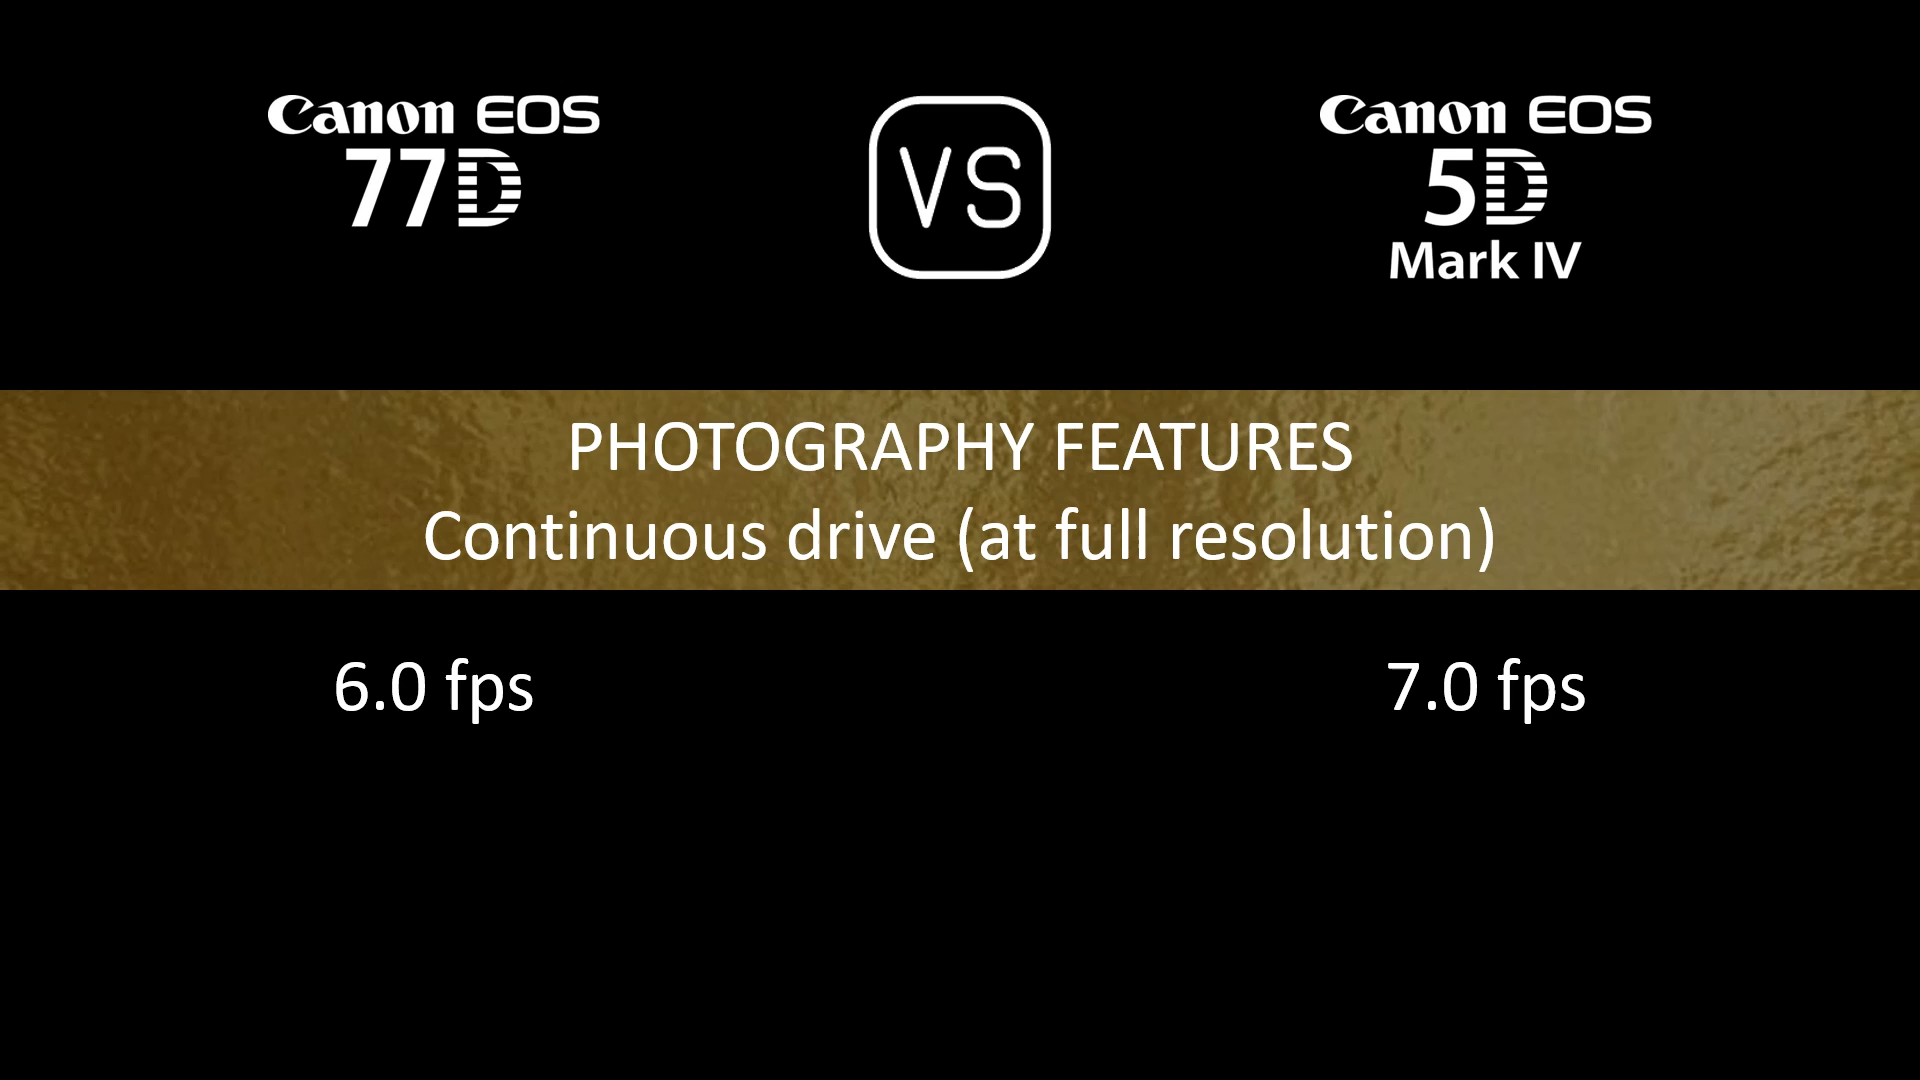 Canon EOS
77D
VS
Canon EOS
5D
Mark IV
PHOTOGRAPHY FEATURES
Continuous drive (at full resolution)
6.0 fps
7.0 fps